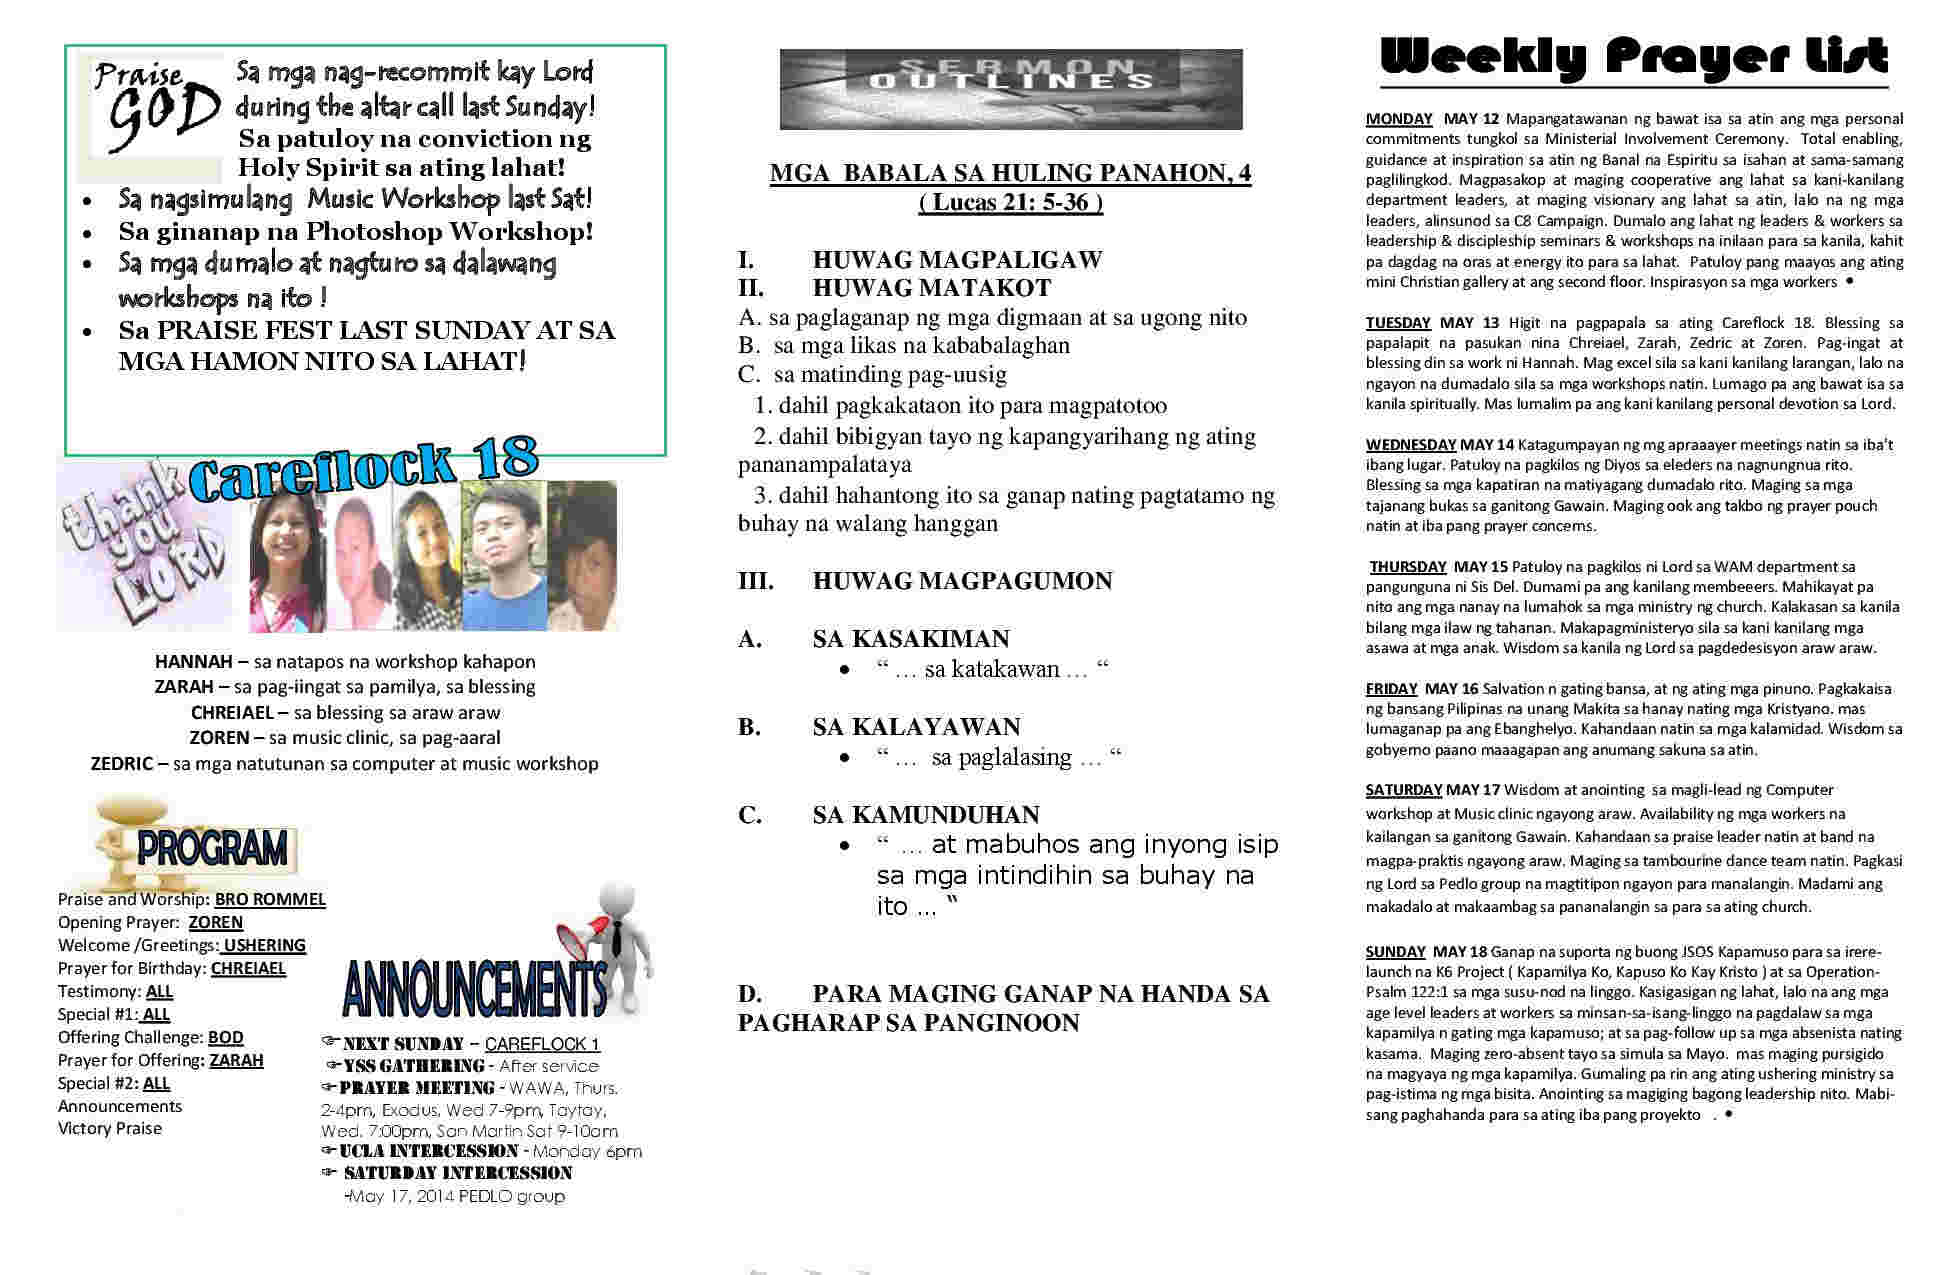 Praise
GOD
Sa mga nag-recommit kay Lord
during the altar call last Sunday!
Sa patuloy na conviction ng
Holy Spirit sa ating lahat!
• Sa nagsimulang Music Workshop last Sat!
• Sa ginanap na Photoshop Workshop!
• Sa mga dumalo at nagturo sa dalawang
workshops na ito !
• Sa PRAISE FEST LAST SUNDAY AT SA
MGA HAMON NITO SA LAHAT!
Careflock 18
thank
you
LORD
HANNAH – sa natapos na workshop kahapon
ZARAH – sa pag-iingat sa pamilya, sa blessing
CHREIAEL – sa blessing sa araw araw
ZOREN – sa music clinic, sa pag-aaral
ZEDRIC – sa mga natutunan sa computer at music workshop
PROGRAM
Praise and Worship: BRO ROMMEL
Opening Prayer: ZOREN
Welcome /Greetings: USHERING
Prayer for Birthday: CHREIAEL
Testimony: ALL
Special #1: ALL
Offering Challenge: BOD
Prayer for Offering: ZARAH
Special #2: ALL
Announcements
Victory Praise
ANNOUNCEMENTS
☞NEXT SUNDAY – CAREFLOCK 1
☞YSS GATHERING - After service
☞PRAYER MEETING - WAWA, Thurs.
2-4pm, Exodus, Wed 7-9pm, Taytay,
Wed. 7:00pm, San Martin Sat 9-10am
☞UCLA INTERCESSION - Monday 6pm
☞ SATURDAY INTERCESSION
-May 17, 2014 PEDLO group
SERMON
OUTLINES
MGA BABALA SA HULING PANAHON, 4
( Lucas 21: 5-36 )
I. HUWAG MAGPALIGAW
II. HUWAG MATAKOT
A. sa paglaganap ng mga digmaan at sa ugong nito
B. sa mga likas na kababalaghan
C. sa matinding pag-uusig
1. dahil pagkakataon ito para magpatotoo
2. dahil bibigyan tayo ng kapangyarihang ng ating
pananampalataya
3. dahil hahantong ito sa ganap nating pagtatamo ng
buhay na walang hanggan
III. HUWAG MAGPAGUMON
A. SA KASAKIMAN
• “ … sa katakawan … “
B. SA KALAYAWAN
• “ … sa paglalasing … “
C. SA KAMUNDUHAN
• “ … at mabuhos ang inyong isip
sa mga intindihin sa buhay na
ito … “
D. PARA MAGING GANAP NA HANDA SA
PAGHARAP SA PANGINOON
Weekly Prayer List
MONDAY MAY 12 Mapangatawanan ng bawat isa sa atin ang mga personal
commitments tungkol sa Ministerial Involvement Ceremony. Total enabling,
guidance at inspiration sa atin ng Banal na Espiritu sa isahan at sama-samang
paglilingkod. Magpasakop at maging cooperative ang lahat sa kani-kanilang
department leaders, at maging visionary ang lahat sa atin, lalo na ng mga
leaders, alinsunod sa C8 Campaign. Dumalo ang lahat ng leaders & workers sa
leadership & discipleship seminars & workshops na inilaan para sa kanila, kahit
pa dagdag na oras at energy ito para sa lahat. Patuloy pang maayos ang ating
mini Christian gallery at ang second floor. Inspirasyon sa mga workers •
TUESDAY MAY 13 Higit na pagpapala sa ating Careflock 18. Blessing sa
papalapit na pasukan nina Chreiael, Zarah, Zedric at Zoren. Pag-ingat at
blessing din sa work ni Hannah. Mag excel sila sa kani kanilang larangan, lalo na
ngayon na dumadalo sila sa mga workshops natin. Lumago pa ang bawat isa sa
kanila spiritually. Mas lumalim pa ang kani kanilang personal devotion sa Lord.
WEDNESDAY MAY 14 Katagumpayan ng mg apraaayer meetings natin sa iba't
ibang lugar. Patuloy na pagkilos ng Diyos sa eleders na nagnungnua rito.
Blessing sa mga kapatiran na matiyagang dumadalo rito. Maging sa mga
tajanang bukas sa ganitong Gawain. Maging ook ang takbo ng prayer pouch
natin at iba pang prayer concerns.
THURSDAY MAY 15 Patuloy na pagkilos ni Lord sa WAM department sa
pangunguna ni Sis Del. Dumami pa ang kanilang membeeers. Mahikayat pa
nito ang mga nanay na lumahok sa mga ministry ng church. Kalakasan sa kanila
bilang mga ilaw ng tahanan. Makapagministeryo sila sa kani kanilang mga
asawa at mga anak. Wisdom sa kanila ng Lord sa pagdedesisyon araw araw.
FRIDAY MAY 16 Salvation n gating bansa, at ng ating mga pinuno. Pagkakaisa
ng bansang Pilipinas na unang Makita sa hanay nating mga Kristyano. mas
lumaganap pa ang Ebanghelyo. Kahandaan natin sa mga kalamidad. Wisdom sa
gobyerno paano maaagapan ang anumang sakuna sa atin.
SATURDAY MAY 17 Wisdom at anointing sa magli-lead ng Computer
workshop at Music clinic ngayong araw. Availability ng mga workers na
kailangan sa ganitong Gawain. Kahandaan sa praise leader natin at band na
magpa-praktis ngayong araw. Maging sa tambourine dance team natin. Pagkasi
ng Lord sa Pedlo group na magtitipon ngayon para manalangin. Madami ang
makadalo at makaambag sa pananalangin sa para sa ating church.
SUNDAY MAY 18 Ganap na suporta ng buong JSOS Kapamuso para sa irere-
launch na K6 Project ( Kapamilya Ko, Kapuso Ko Kay Kristo ) at sa Operation-
Psalm 122:1 sa mga susu-nod na linggo. Kasigasigan ng lahat, lalo na ang mga
age level leaders at workers sa minsan-sa-isang-linggo na pagdalaw sa mga
kapamilya n gating mga kapamuso; at sa pag-follow up sa mga absenista nating
kasama. Maging zero-absent tayo sa simula sa Mayo. mas maging pursigido
na magyaya ng mga kapamilya. Gumaling pa rin ang ating ushering ministry sa
pag-istima ng mga bisita. Anointing sa magiging bagong leadership nito. Mabi-
sang paghahanda para sa ating iba pang proyekto . •